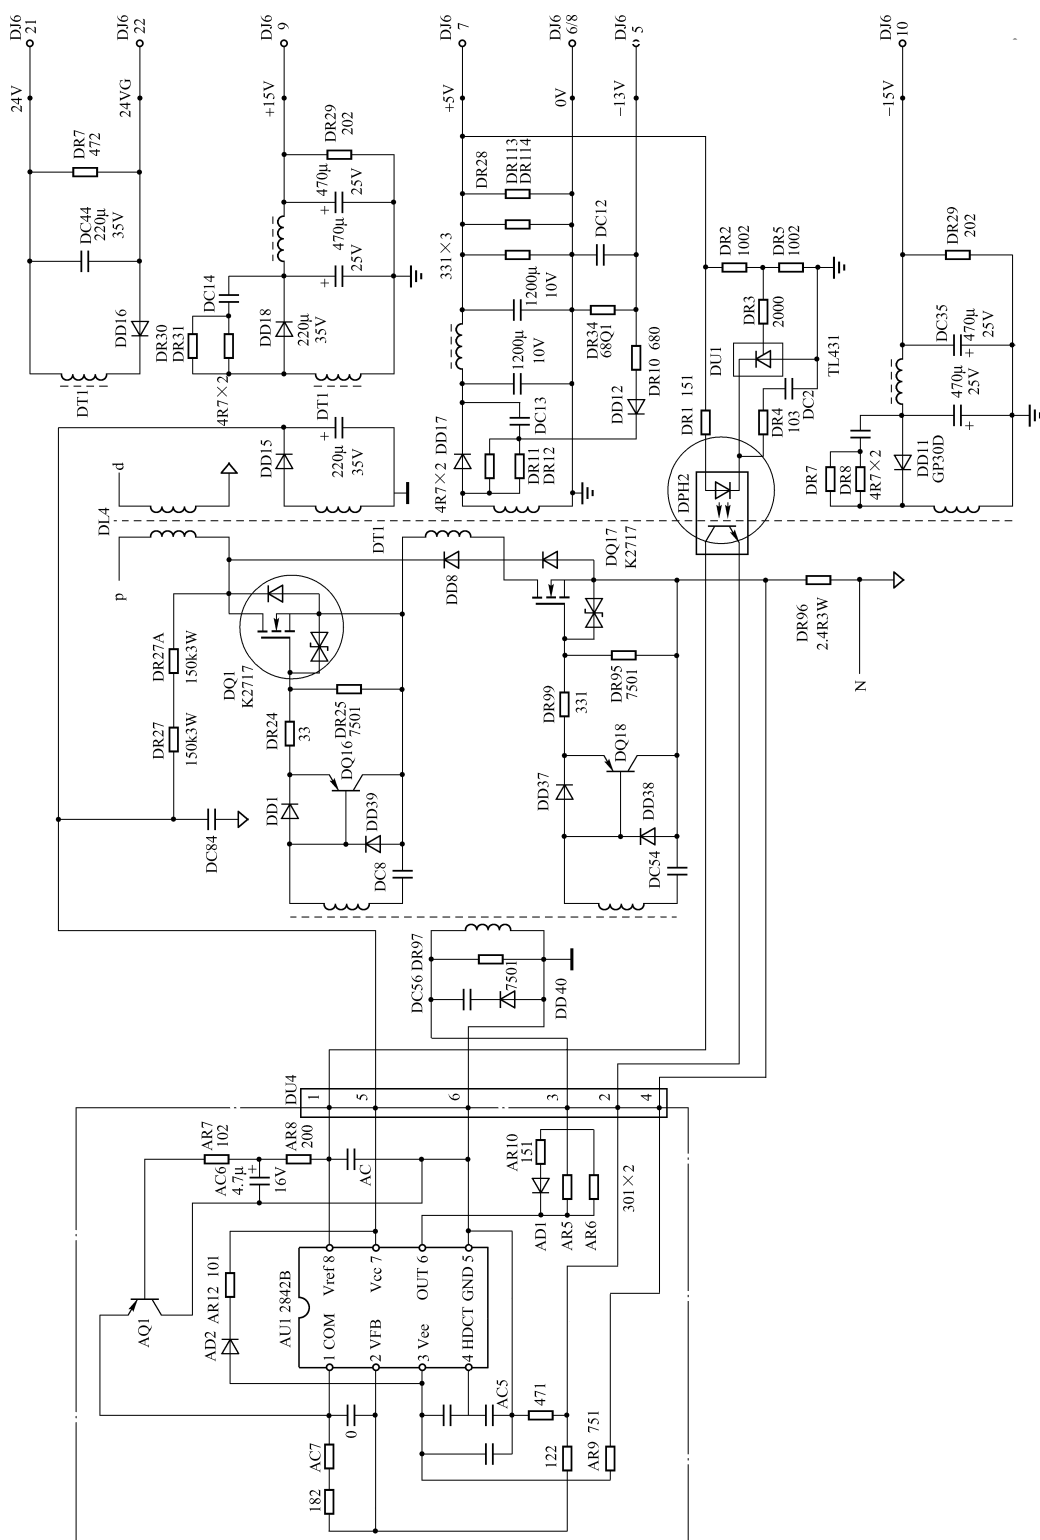 DJ6
21
24V
DJ6
22
24VG
DJ6
9
+15V
DJ6
7
+5V
DJ6
6/8
0V
DJ6
5
−13V
DJ6
10
−15V
DR7
472
DC44
220μ
35V
DD16
DT1
DR29
202
470μ
25V
470μ
25V
DC14
DR30
DR31
4R7×2
DD18
220μ
35V
DT1
DD15
220μ
35V
DR28
DR113
DR114
331×3
1200μ
10V
1200μ
10V
DC12
DR34
68Q1
DR10 680
DD12
DC13
DR11
DR12
4R7×2 DD17
DR2
1002
DR5
1002
DR3
2000
DU1
TL431
DR1 151
DR4
103
DC2
DPH2
DR29
202
DC35
470μ
25V
470μ
25V
DD11
GP30D
DR7
DR8
4R7×2
DL4
d
p
DT1
DD8
DQ17
K2717
DR96
2.4R3W
N
DR27A
150k3W
DR27
150k3W
DC84
DQ1
K2717
DR24
33
DR25
7501
DQ16
DD1
DD39
DC8
DR99
331
DR95
7501
DQ18
DD37
DD38
DC54
DC56 DR97
7501
DD40
DU4
1
5
6
3
2
4
AR7
102
AR8
200
AC6
4.7μ
16V
AC
AR10
151
AD1
AR5
AR6
301×2
AQ1
AD2 AR12 101
AU1 2842B
Vref 8
Vcc 7
OUT 6
GND 5
1 COM
2 VFB
3 Vee
4 HDCT
AC5
471
0
AC7
182
122
AR9 751